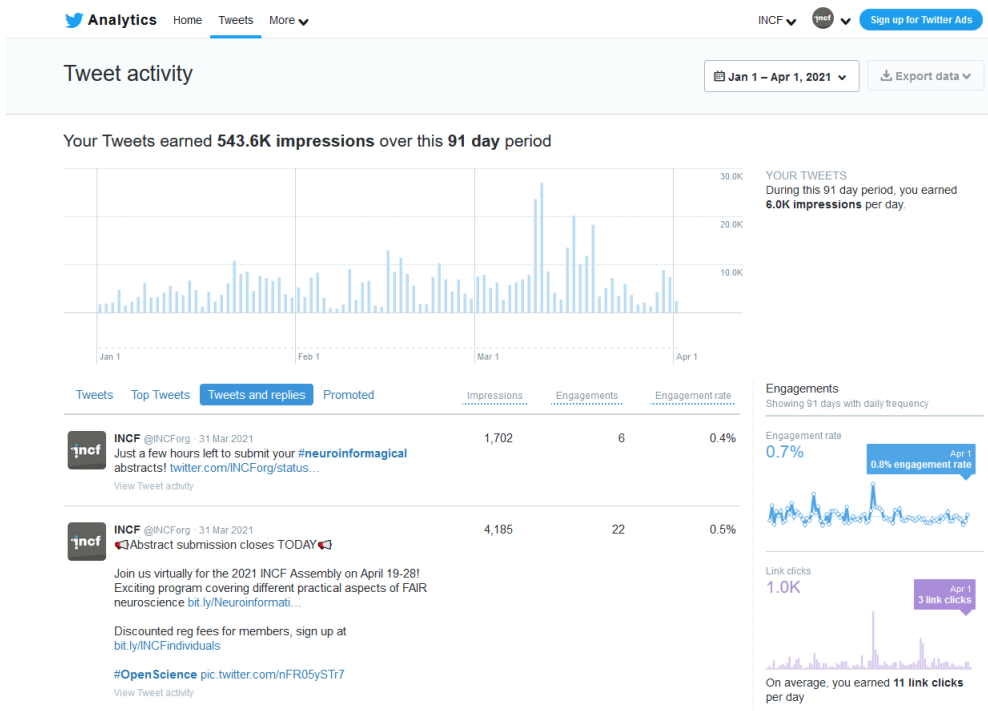 Analytics Home Tweets More INCF incf Sign up for Twitter Ads
Tweet activity
Jan 1 – Apr 1, 2021 Export data
Your Tweets earned 543.6K impressions over this 91 day period
30.0K
20.0K
10.0K
Jan 1 Feb 1 Mar 1 Apr 1
YOUR TWEETS
During this 91 day period, you earned
6.0K impressions per day.
Tweets Top Tweets Tweets and replies Promoted Impressions Engagements Engagement rate
incf
INCF @INCForg · 31 Mar 2021 1,702 6 0.4%
Just a few hours left to submit your #neuroinformagical
abstracts! twitter.com/INCForg/status…
View Tweet activity
incf
INCF @INCForg · 31 Mar 2021 4,185 22 0.5%
📢Abstract submission closes TODAY📢
Join us virtually for the 2021 INCF Assembly on April 19-28!
Exciting program covering different practical aspects of FAIR
neuroscience bit.ly/Neuroinformati…
Discounted reg fees for members, sign up at
bit.ly/INCFindividuals
#OpenScience pic.twitter.com/nFR05ySTr7
View Tweet activity
Engagements
Showing 91 days with daily frequency
Engagement rate
0.7%
Apr 1
0.8% engagement rate
Link clicks
1.0K
Apr 1
3 link clicks
On average, you earned 11 link clicks
per day